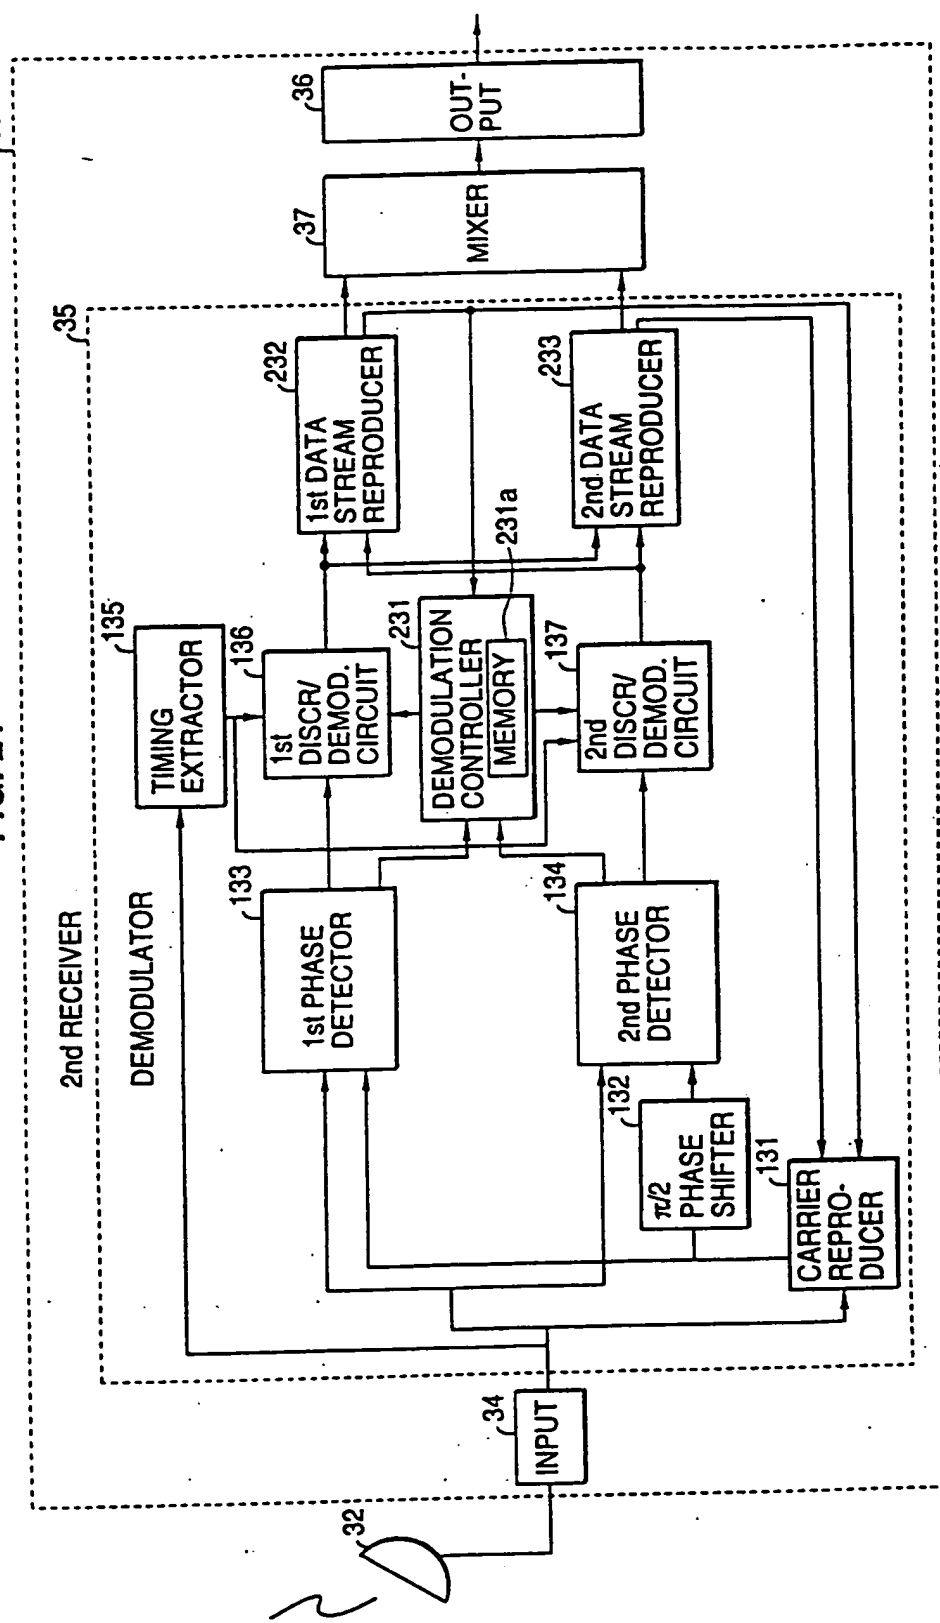 2nd RECEIVER
DEMODULATOR
32
34
INPUT
35
135
TIMING
EXTRACTOR
133
1st PHASE
DETECTOR
134
2nd PHASE
DETECTOR
132
π/2
PHASE
SHIFTER
131
CARRIER
REPRO-
DUCER
136
1st
DISCR/
DEMOD.
CIRCUIT
231
DEMODULATION
CONTROLLER
MEMORY
231a
137
2nd
DISCR/
DEMOD.
CIRCUIT
232
1st DATA
STREAM
REPRODUCER
233
2nd DATA
STREAM
REPRODUCER
37
MIXER
36
OUT-
PUT